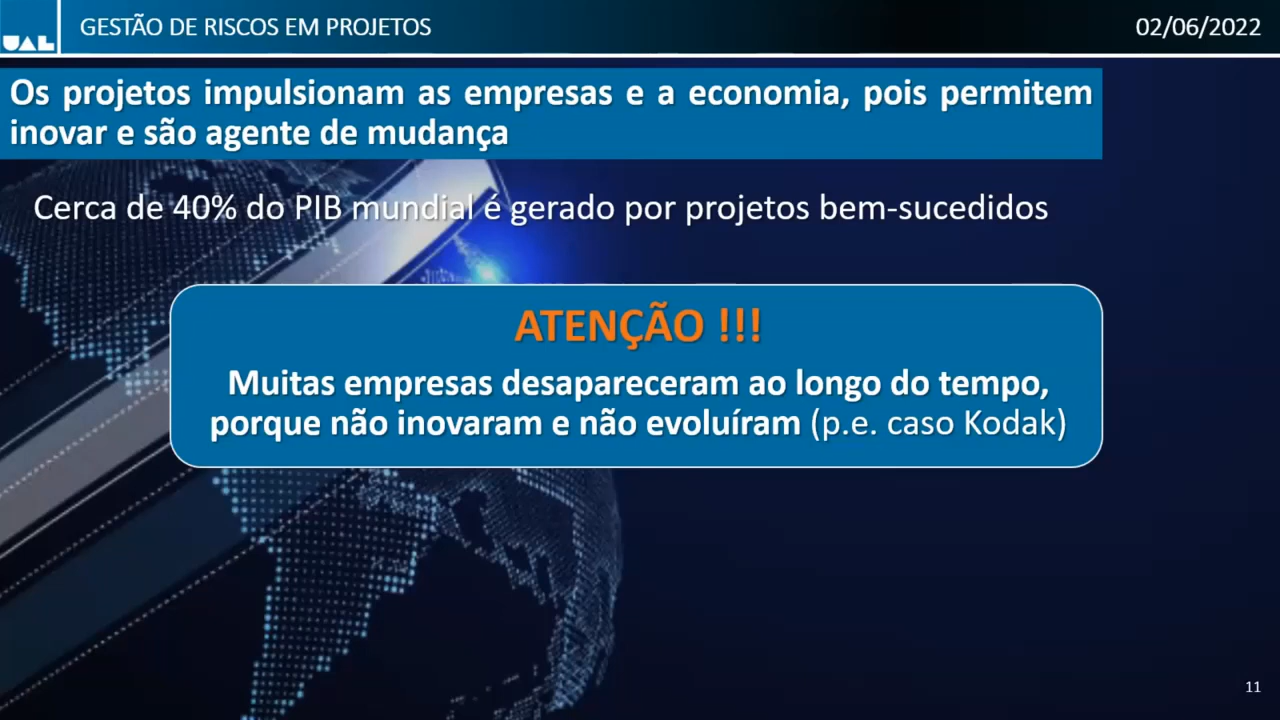 UAL
GESTÃO DE RISCOS EM PROJETOS
02/06/2022
Os projetos impulsionam as empresas e a economia, pois permitem
inovar e são agente de mudança
Cerca de 40% do PIB mundial é gerado por projetos bem-sucedidos
ATENÇÃO !!!
Muitas empresas desapareceram ao longo do tempo,
porque não inovaram e não evoluíram (p.e. caso Kodak)
11